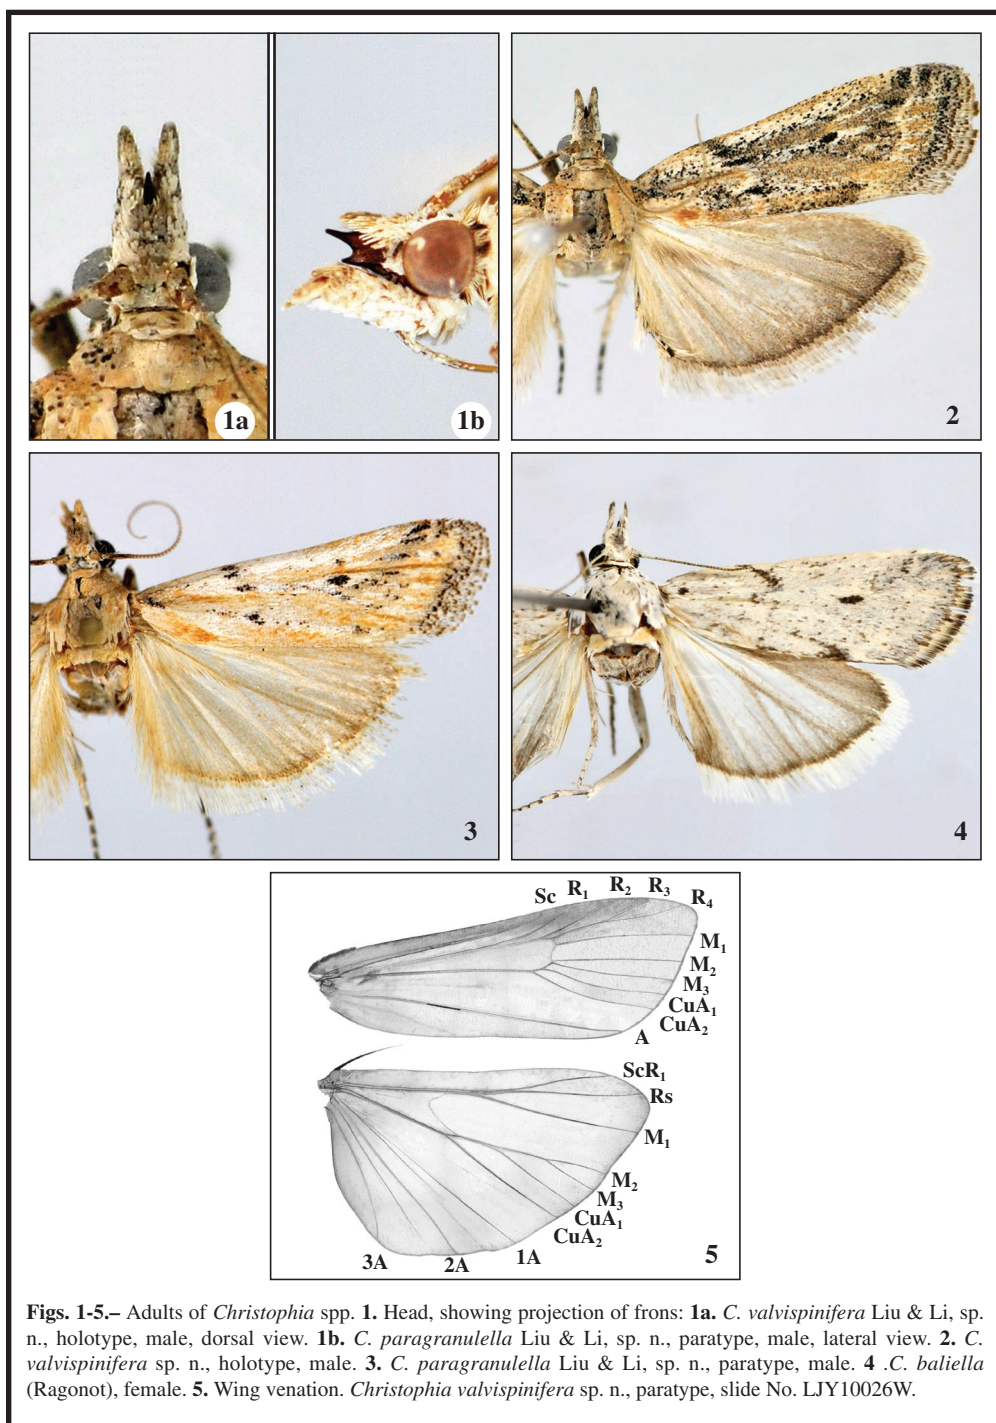 1a
1b
2
3
4
Sc R1 R2 R3 R4
M1
M2
M3
CuA1
CuA2
A
ScR1
Rs
M1
M2
M3
CuA1
CuA2
1A
2A
3A
5
Figs. 1-5.– Adults of Christophia spp. 1. Head, showing projection of frons: 1a. C. valvispinifera Liu & Li, sp.
n., holotype, male, dorsal view. 1b. C. paragranulella Liu & Li, sp. n., paratype, male, lateral view. 2. C.
valvispinifera sp. n., holotype, male. 3. C. paragranulella Liu & Li, sp. n., paratype, male. 4 .C. baliella
(Ragonot), female. 5. Wing venation. Christophia valvispinifera sp. n., paratype, slide No. LJY10026W.